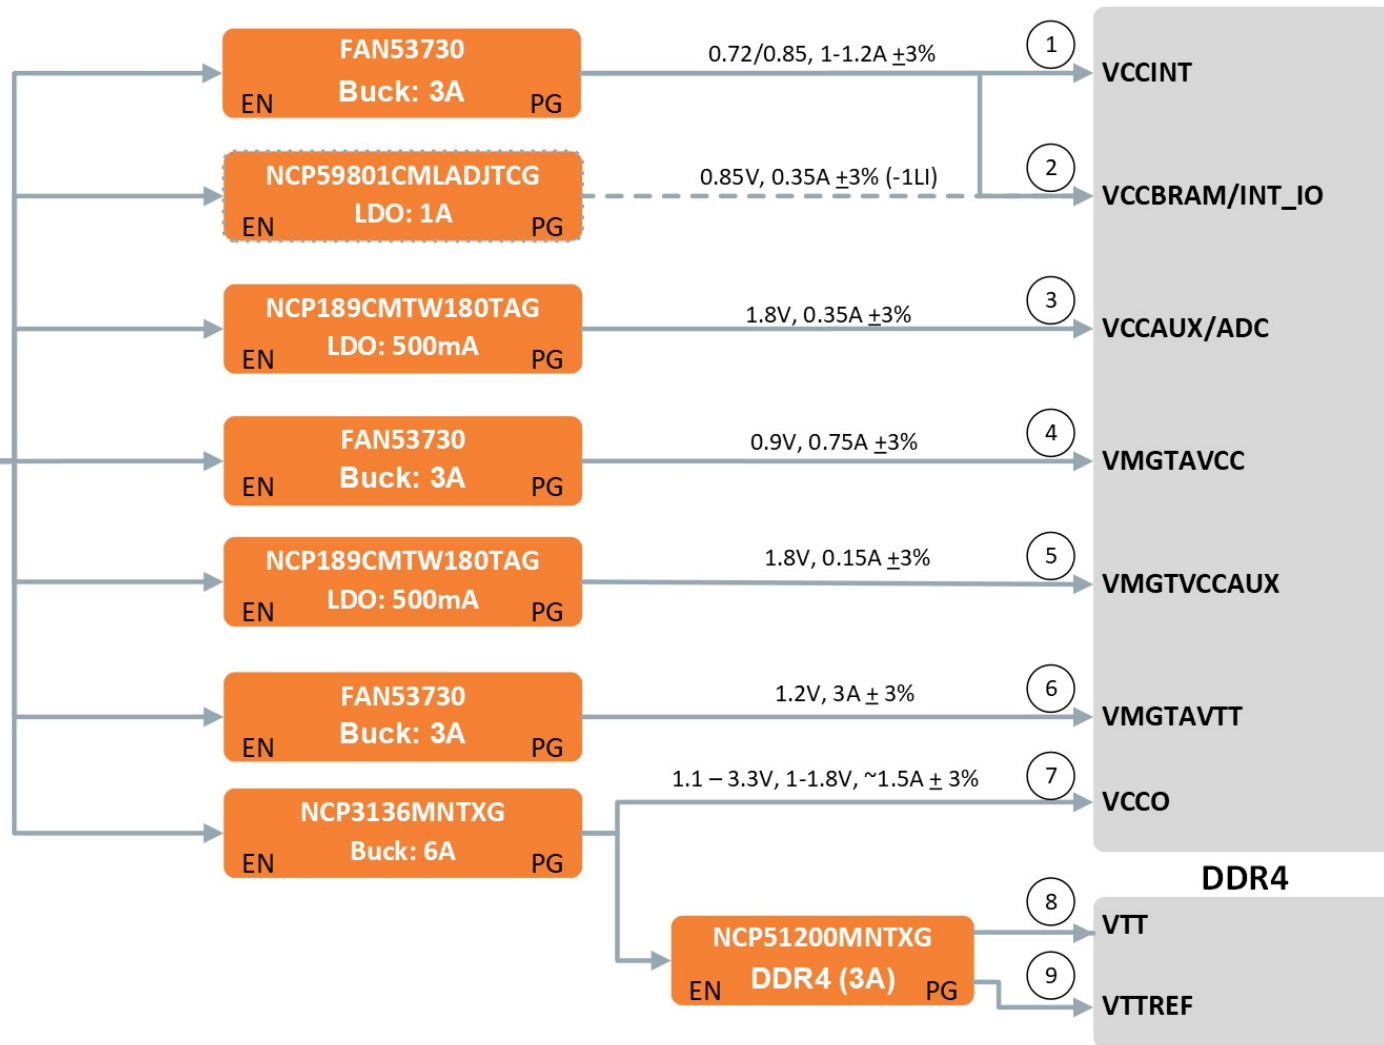 FAN53730
Buck: 3A
EN
PG
0.72/0.85, 1-1.2A ±3%
1
VCCINT
NCP59801CMLADJTCG
LDO: 1A
EN
PG
0.85V, 0.35A ±3% (-1LI)
2
VCCBRAM/INT_IO
NCP189CMTW180TAG
LDO: 500mA
EN
PG
1.8V, 0.35A ±3%
3
VCCAUX/ADC
FAN53730
Buck: 3A
EN
PG
0.9V, 0.75A ±3%
4
VMGTAVCC
NCP189CMTW180TAG
LDO: 500mA
EN
PG
1.8V, 0.15A ±3%
5
VMGTVCCAUX
FAN53730
Buck: 3A
EN
PG
1.2V, 3A ± 3%
6
VMGTAVTT
NCP3136MNTXG
Buck: 6A
EN
PG
1.1 – 3.3V, 1-1.8V, ~1.5A ± 3%
7
VCCO
DDR4
NCP51200MNTXG
DDR4 (3A)
EN
PG
8
VTT
9
VTTREF